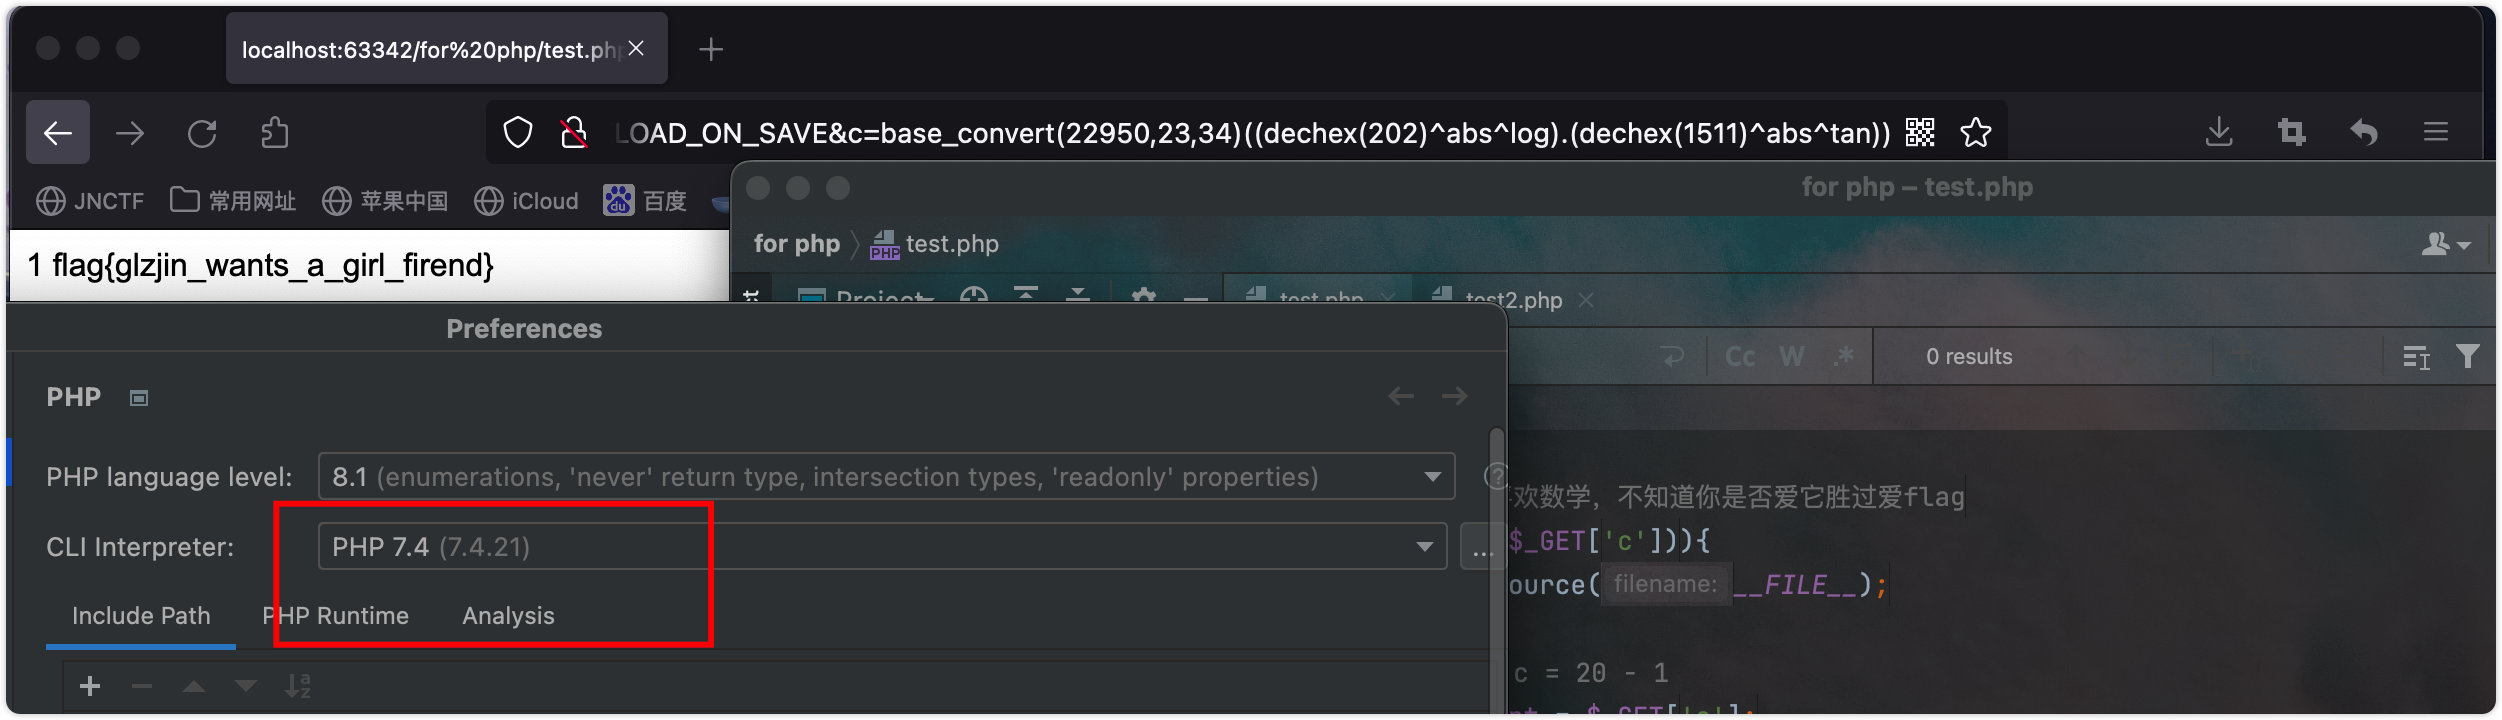 localhost:63342/for%20php/test.php
LOAD_ON_SAVE&c=base_convert(22950,23,34)((dechex(202)^abs^log).(dechex(1511)^abs^tan))
JNCTF 常用网址 苹果中国 iCloud 百度
for php – test.php
for php 〉 test.php
1 flag{glzjin_wants_a_girl_firend}
Project test.php test2.php
Preferences
Cc W .* 0 results
PHP
PHP language level: 8.1 (enumerations, 'never' return type, intersection types, 'readonly' properties)
欢数学，不知道你是否爱它胜过爱flag
$_GET['c'])){
CLI Interpreter: PHP 7.4 (7.4.21) ...
ource( filename: __FILE__);
Include Path PHP Runtime Analysis
c = 20 - 1